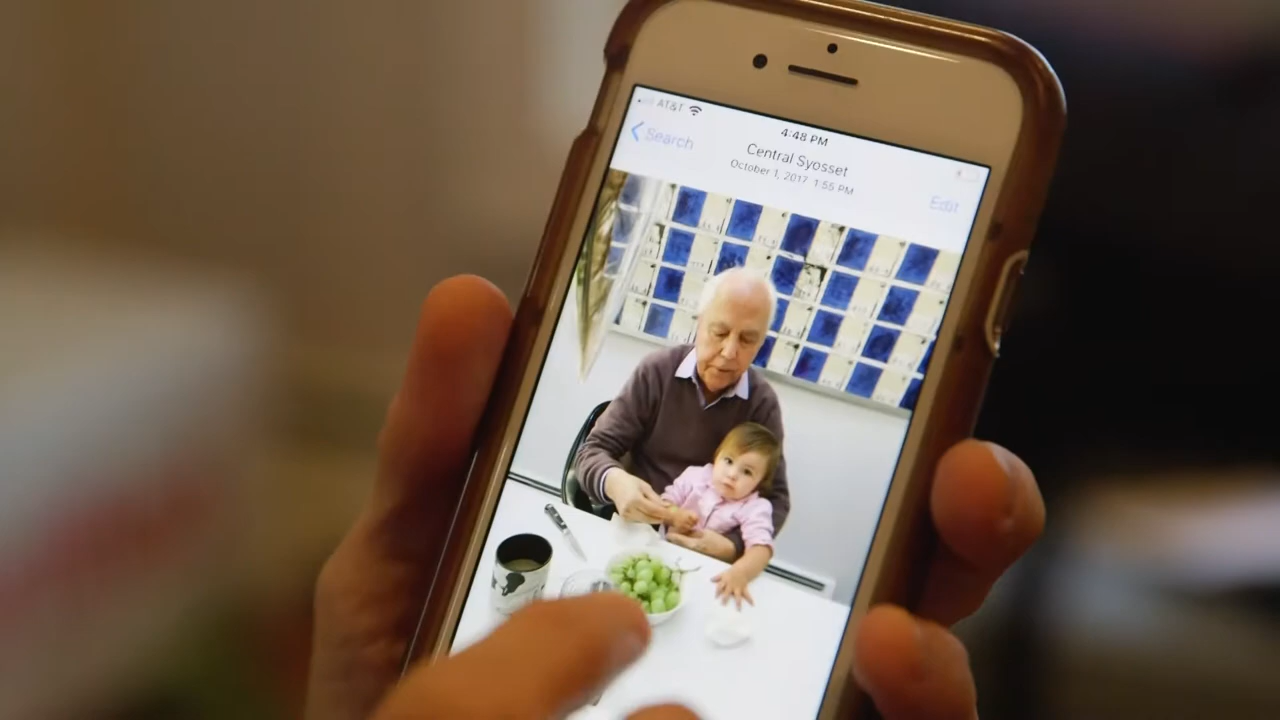 AT&T
4:48 PM
Search
Central Syosset
October 1, 2017 1:55 PM
Edit